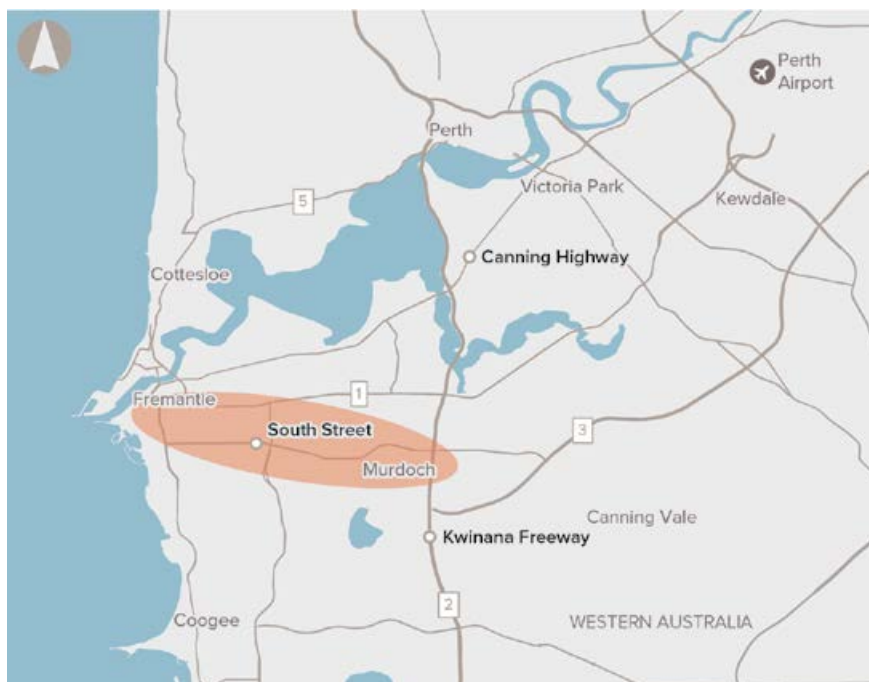 Perth
Airport
Perth
Victoria Park
Kewdale
5
Canning Highway
Cottesloe
1
Fremantle
South Street
3
Murdoch
Canning Vale
Kwinana Freeway
2
Coogee
WESTERN AUSTRALIA